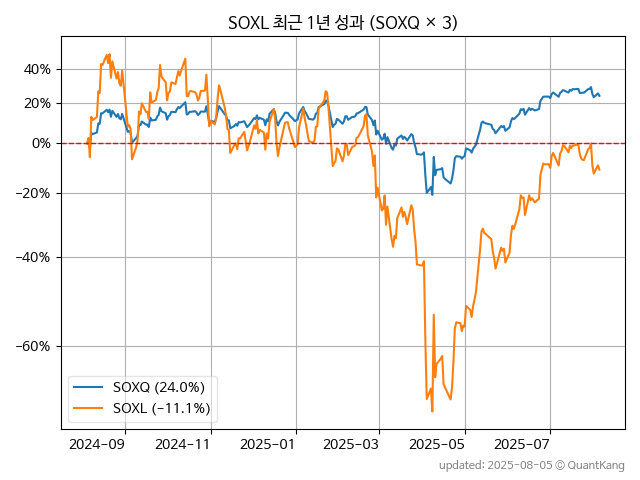 SOXL 최근 1년 성과 (SOXQ × 3)
40%
20%
0%
−20%
−40%
−60%
SOXQ (24.0%)
SOXL (−11.1%)
2024-09 2024-11 2025-01 2025-03 2025-05 2025-07
updated: 2025-08-05 © QuantKang